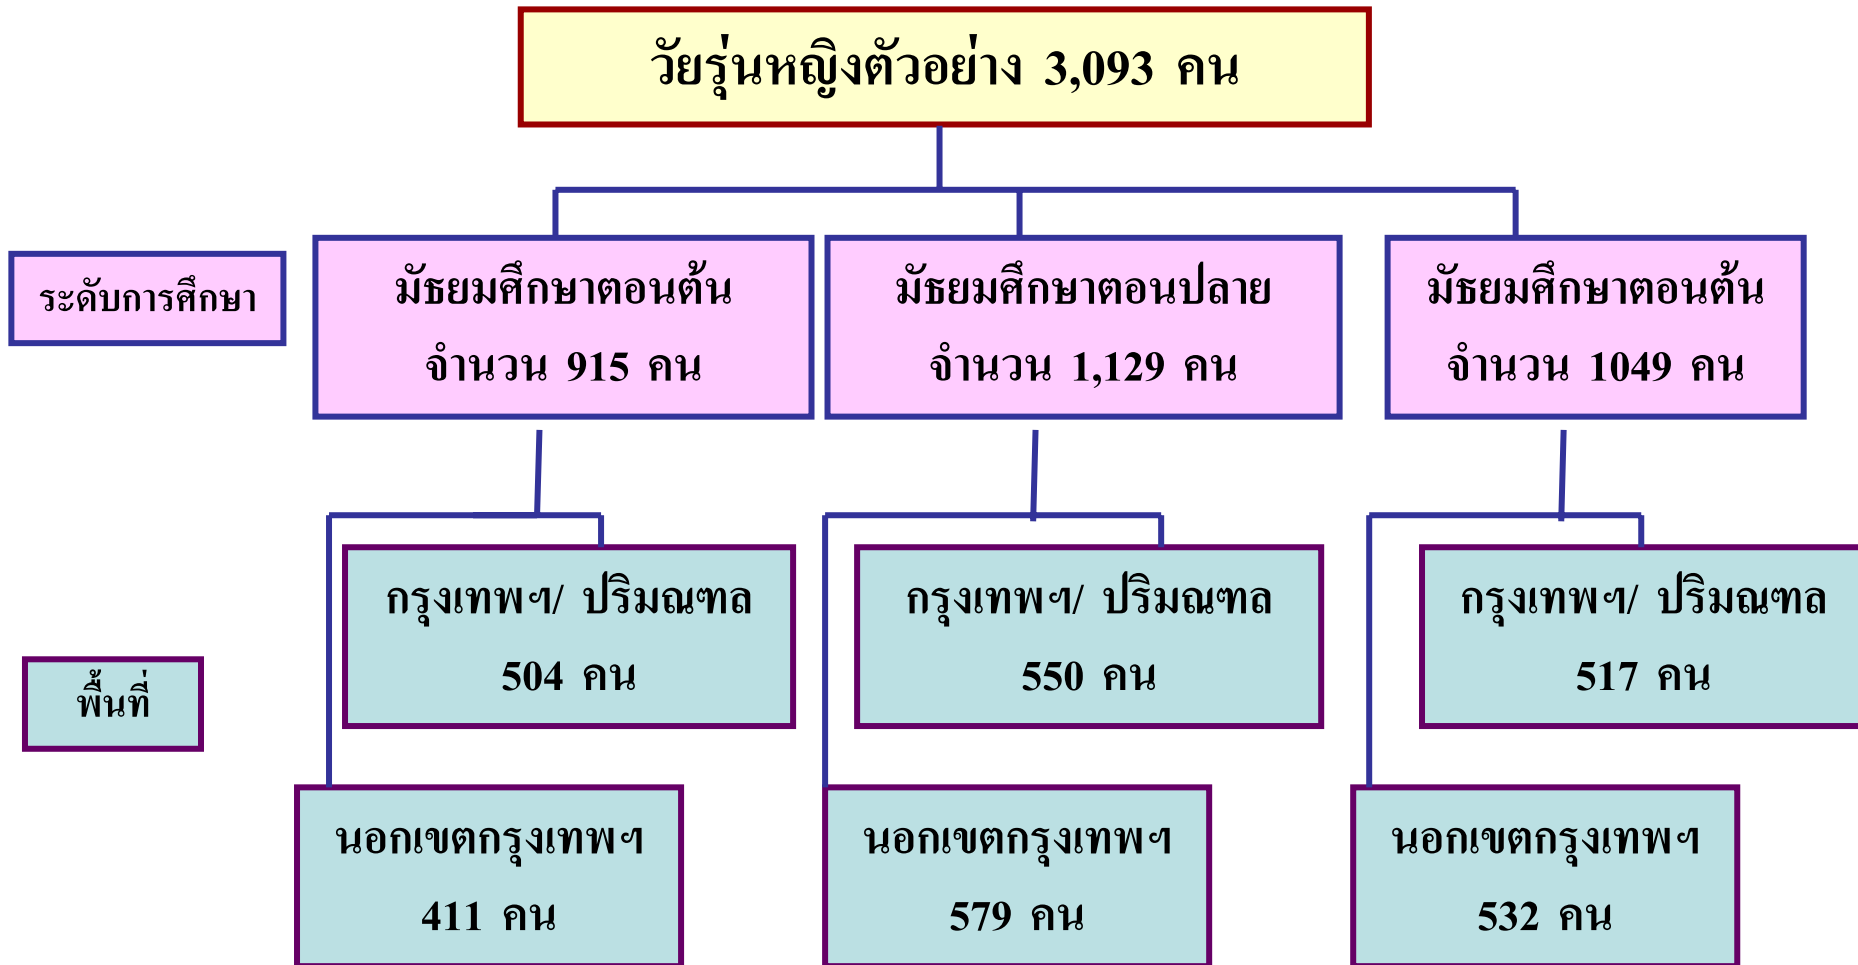 วัยรุ่นหญิงตัวอย่าง 3,093 คน
ระดับการศึกษา
มัธยมศึกษาตอนต้น
จำนวน 915 คน
มัธยมศึกษาตอนปลาย
จำนวน 1,129 คน
มัธยมศึกษาตอนต้น
จำนวน 1049 คน
พื้นที่
กรุงเทพฯ/ ปริมณฑล
504 คน
กรุงเทพฯ/ ปริมณฑล
550 คน
กรุงเทพฯ/ ปริมณฑล
517 คน
นอกเขตกรุงเทพฯ
411 คน
นอกเขตกรุงเทพฯ
579 คน
นอกเขตกรุงเทพฯ
532 คน